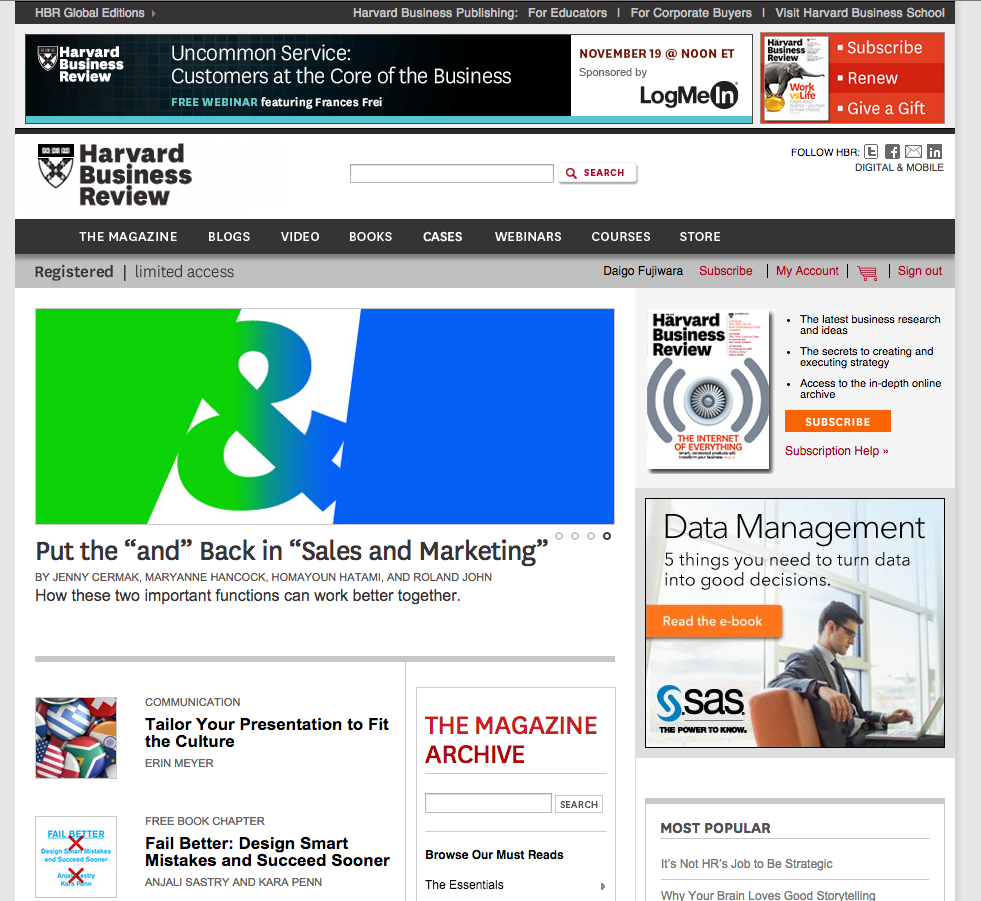 HBR Global Editions
Harvard Business Publishing: For Educators | For Corporate Buyers | Visit Harvard Business School
Harvard
Business
Review
Uncommon Service:
Customers at the Core of the Business
FREE WEBINAR featuring Frances Frei
NOVEMBER 19 @ NOON ET
Sponsored by
LogMeIn
Harvard
Business
Review
Work
vs Life
Subscribe
Renew
Give a Gift
Harvard
Business
Review
SEARCH
FOLLOW HBR:
DIGITAL & MOBILE
THE MAGAZINE BLOGS VIDEO BOOKS CASES WEBINARS COURSES STORE
Registered | limited access
Daigo Fujiwara Subscribe | My Account | | Sign out
&
Put the “and” Back in “Sales and Marketing”
BY JENNY CERMAK, MARYANNE HANCOCK, HOMAYOUN HATAMI, AND ROLAND JOHN
How these two important functions can work better together.
COMMUNICATION
Tailor Your Presentation to Fit
the Culture
ERIN MEYER
FREE BOOK CHAPTER
FAIL BETTER
Design Smart Mistakes
and Succeed Sooner
Anjali Sastry
Kara Penn
Fail Better: Design Smart
Mistakes and Succeed Sooner
ANJALI SASTRY AND KARA PENN
THE MAGAZINE
ARCHIVE
SEARCH
Browse Our Must Reads
The Essentials
Harvard
Business
Review
THE INTERNET
OF EVERYTHING
Smart, connected products will
transform your business
The latest business research
and ideas
The secrets to creating and
executing strategy
Access to the in-depth online
archive
SUBSCRIBE
Subscription Help »
Data Management
5 things you need to turn data
into good decisions.
Read the e-book
sas
THE POWER TO KNOW.
MOST POPULAR
It's Not HR's Job to Be Strategic
Why Your Brain Loves Good Storytelling